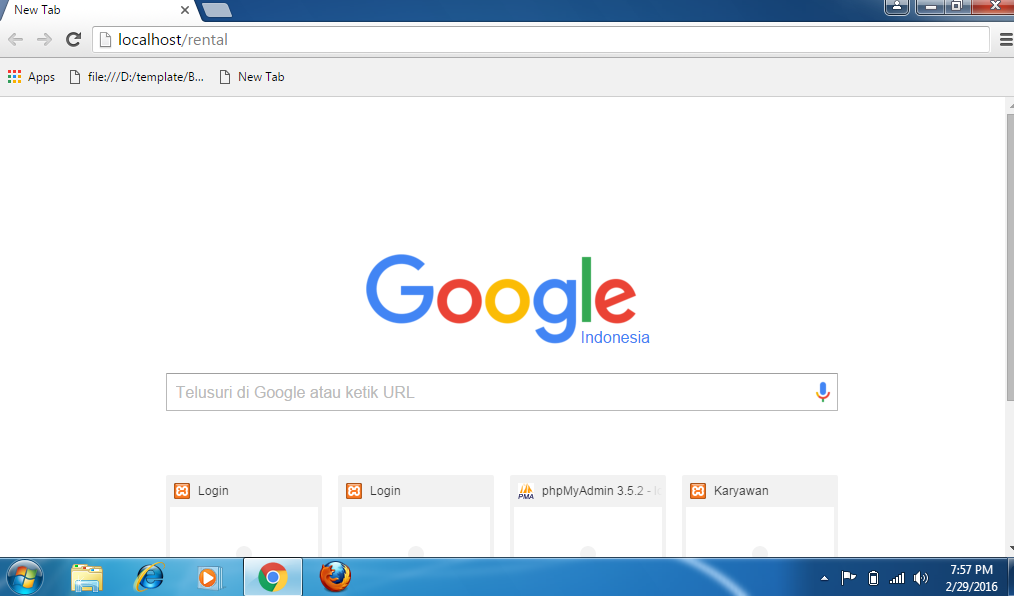 New Tab
localhost/rental
Apps
file:///D:/template/B...
New Tab
Google
Indonesia
Telusuri di Google atau ketik URL
Login
Login
PMA
phpMyAdmin 3.5.2 - lo
Karyawan
7:57 PM
2/29/2016